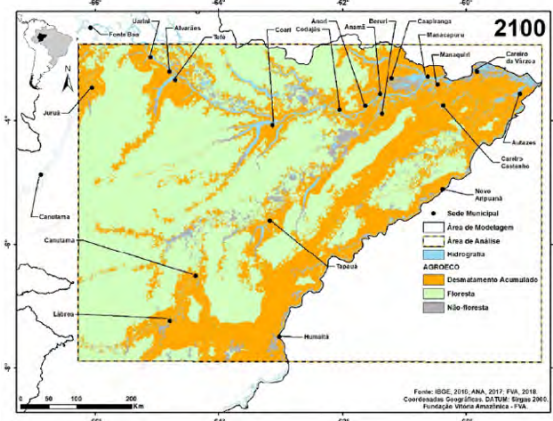 2100
Fonte Boa
Uarini
Alvarães
Tefé
Coari
Codajás
Anori
Anamã
Beruri
Caapiranga
Manacapuru
Manaquiri
Careiro
da Várzea
Juruá
Autazes
Careiro
Castanho
Carauari
Novo
Aripuanã
Canutama
Tapauá
Lábrea
Humaitá
Sede Municipal
Área de Modelagem
Área de Análise
Hidrografia
AGROECO
Desmatamento Acumulado
Floresta
Não-floresta
0 50 100 200
Km
Fonte: IBGE, 2010; ANA, 2017; FVA, 2018.
Coordenadas Geográficas. DATUM: Sirgas 2000.
Fundação Vitória Amazônica - FVA.